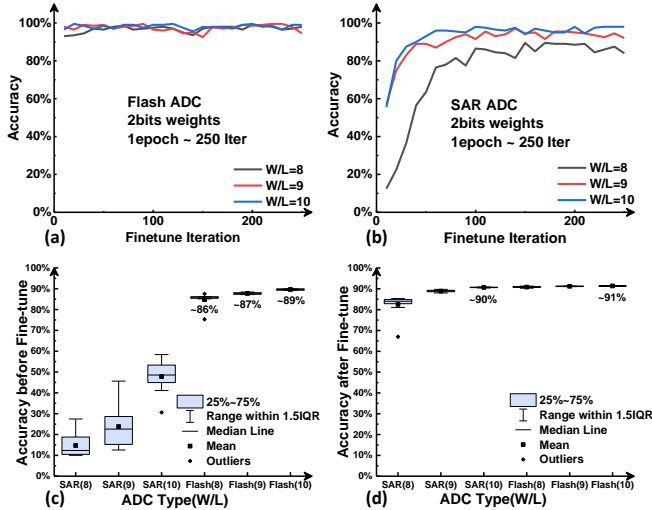 100%
80%
60%
40%
20%
0%
Accuracy
Flash ADC
2bits weights
1epoch ~ 250 Iter
W/L=8
W/L=9
W/L=10
0
100
200
(a)
Finetune Iteration
100%
80%
60%
40%
20%
0%
Accuracy
SAR ADC
2bits weights
1epoch ~ 250 Iter
W/L=8
W/L=9
W/L=10
0
100
200
(b)
Finetune Iteration
100%
90%
80%
70%
60%
50%
40%
30%
20%
10%
0%
Accuracy before Fine-tune
~86%
~87%
~89%
25%~75%
Range within 1.5IQR
Median Line
Mean
Outliers
SAR(8)
SAR(9)
SAR(10)
Flash(8)
Flash(9)
Flash(10)
(c)
ADC Type(W/L)
100%
90%
80%
70%
60%
50%
40%
30%
20%
10%
0%
Accuracy after Fine-tune
~90%
~91%
25%~75%
Range within 1.5IQR
Median Line
Mean
Outliers
SAR(8)
SAR(9)
SAR(10)
Flash(8)
Flash(9)
Flash(10)
(d)
ADC Type(W/L)